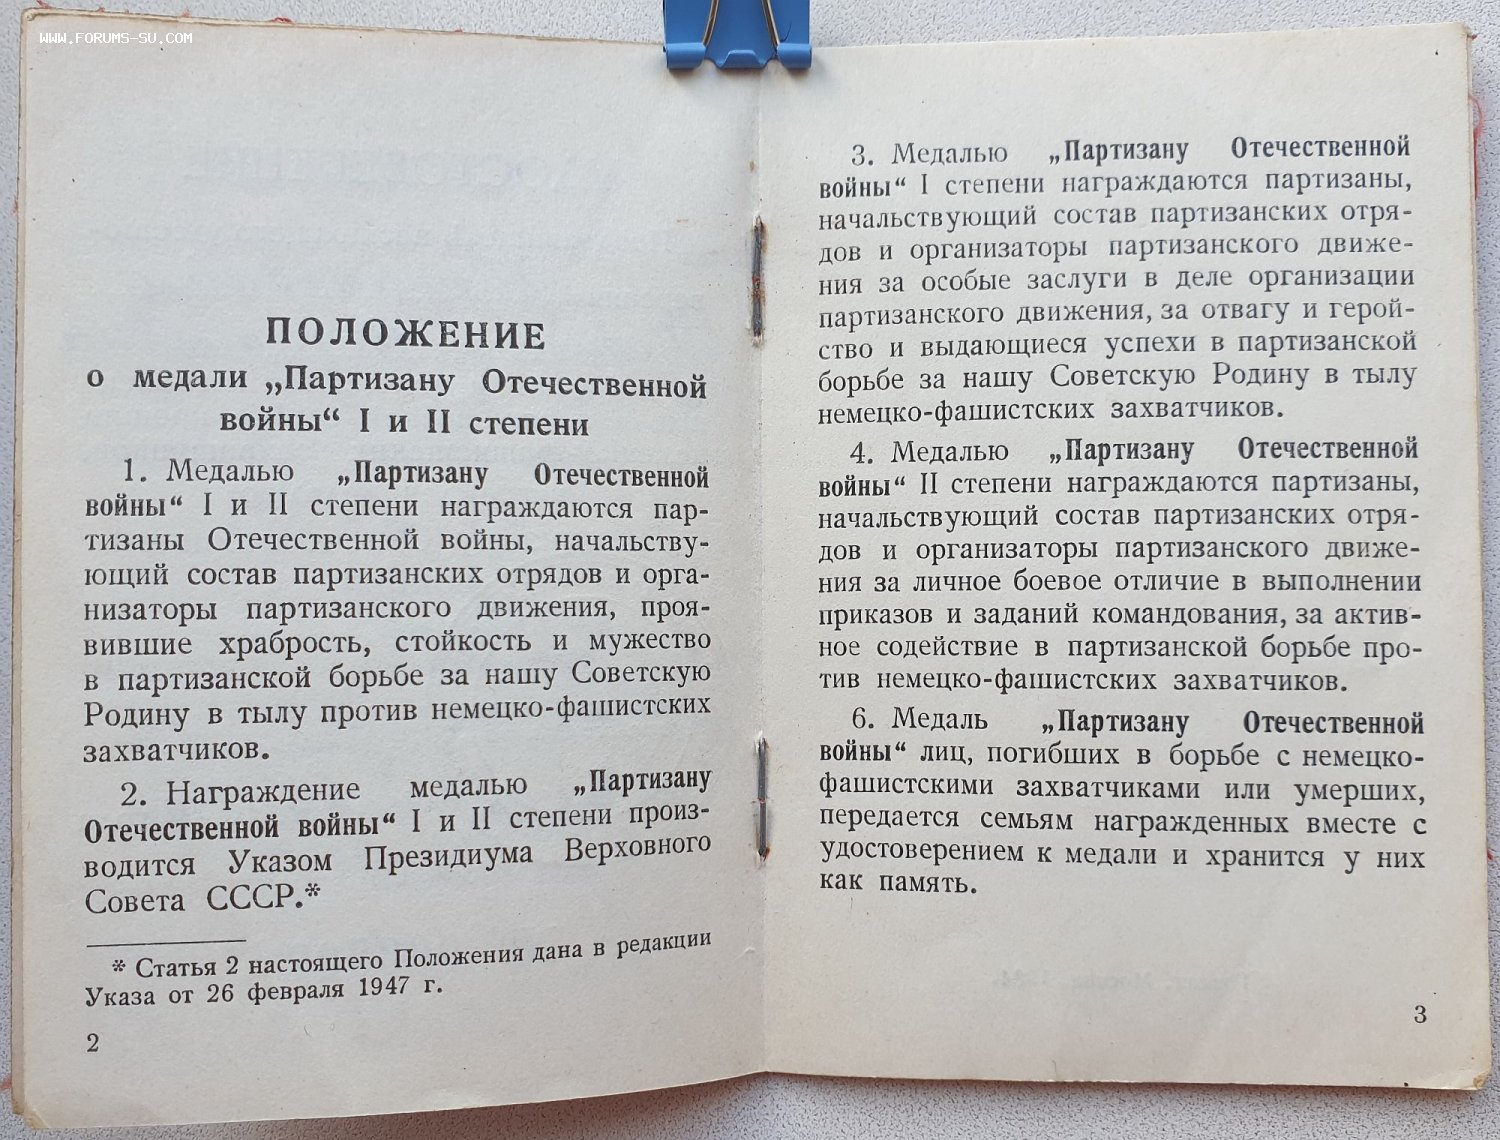 WWW.FORUMS-SU.COM
ПОЛОЖЕНИЕ
о медали „Партизану Отечественной
войны“ I и II степени
1. Медалью „Партизану Отечественной
войны“ I и II степени награждаются пар-
тизаны Отечественной войны, начальству-
ющий состав партизанских отрядов и орга-
низаторы партизанского движения, проя-
вившие храбрость, стойкость и мужество
в партизанской борьбе за нашу Советскую
Родину в тылу против немецко-фашистских
захватчиков.
2. Награждение медалью „Партизану
Отечественной войны“ I и II степени произ-
водится Указом Президиума Верховного
Совета СССР.*
* Статья 2 настоящего Положения дана в редакции
Указа от 26 февраля 1947 г.
2
3. Медалью „Партизану Отечественной
войны“ I степени награждаются партизаны,
начальствующий состав партизанских отря-
дов и организаторы партизанского движе-
ния за особые заслуги в деле организации
партизанского движения, за отвагу и герой-
ство и выдающиеся успехи в партизанской
борьбе за нашу Советскую Родину в тылу
немецко-фашистских захватчиков.
4. Медалью „Партизану Отечественной
войны“ II степени награждаются партизаны,
начальствующий состав партизанских отря-
дов и организаторы партизанского движе-
ния за личное боевое отличие в выполнении
приказов и заданий командования, за актив-
ное содействие в партизанской борьбе про-
тив немецко-фашистских захватчиков.
6. Медаль „Партизану Отечественной
войны“ лиц, погибших в борьбе с немецко-
фашистскими захватчиками или умерших,
передается семьям награжденных вместе с
удостоверением к медали и хранится у них
как память.
3